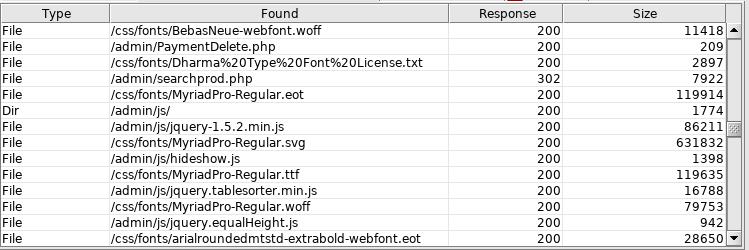 Type Found Response Size
File /css/fonts/BebasNeue-webfont.woff 200 11418
File /admin/PaymentDelete.php 200 209
File /css/fonts/Dharma%20Type%20Font%20License.txt 200 2897
File /admin/searchprod.php 302 7922
File /css/fonts/MyriadPro-Regular.eot 200 119914
Dir /admin/js/ 200 1774
File /admin/js/jquery-1.5.2.min.js 200 86211
File /css/fonts/MyriadPro-Regular.svg 200 631832
File /admin/js/hideshow.js 200 1398
File /css/fonts/MyriadPro-Regular.ttf 200 119635
File /admin/js/jquery.tablesorter.min.js 200 16788
File /css/fonts/MyriadPro-Regular.woff 200 79753
File /admin/js/jquery.equalHeight.js 200 942
File /css/fonts/arialroundedmtstd-extrabold-webfont.eot 200 28650